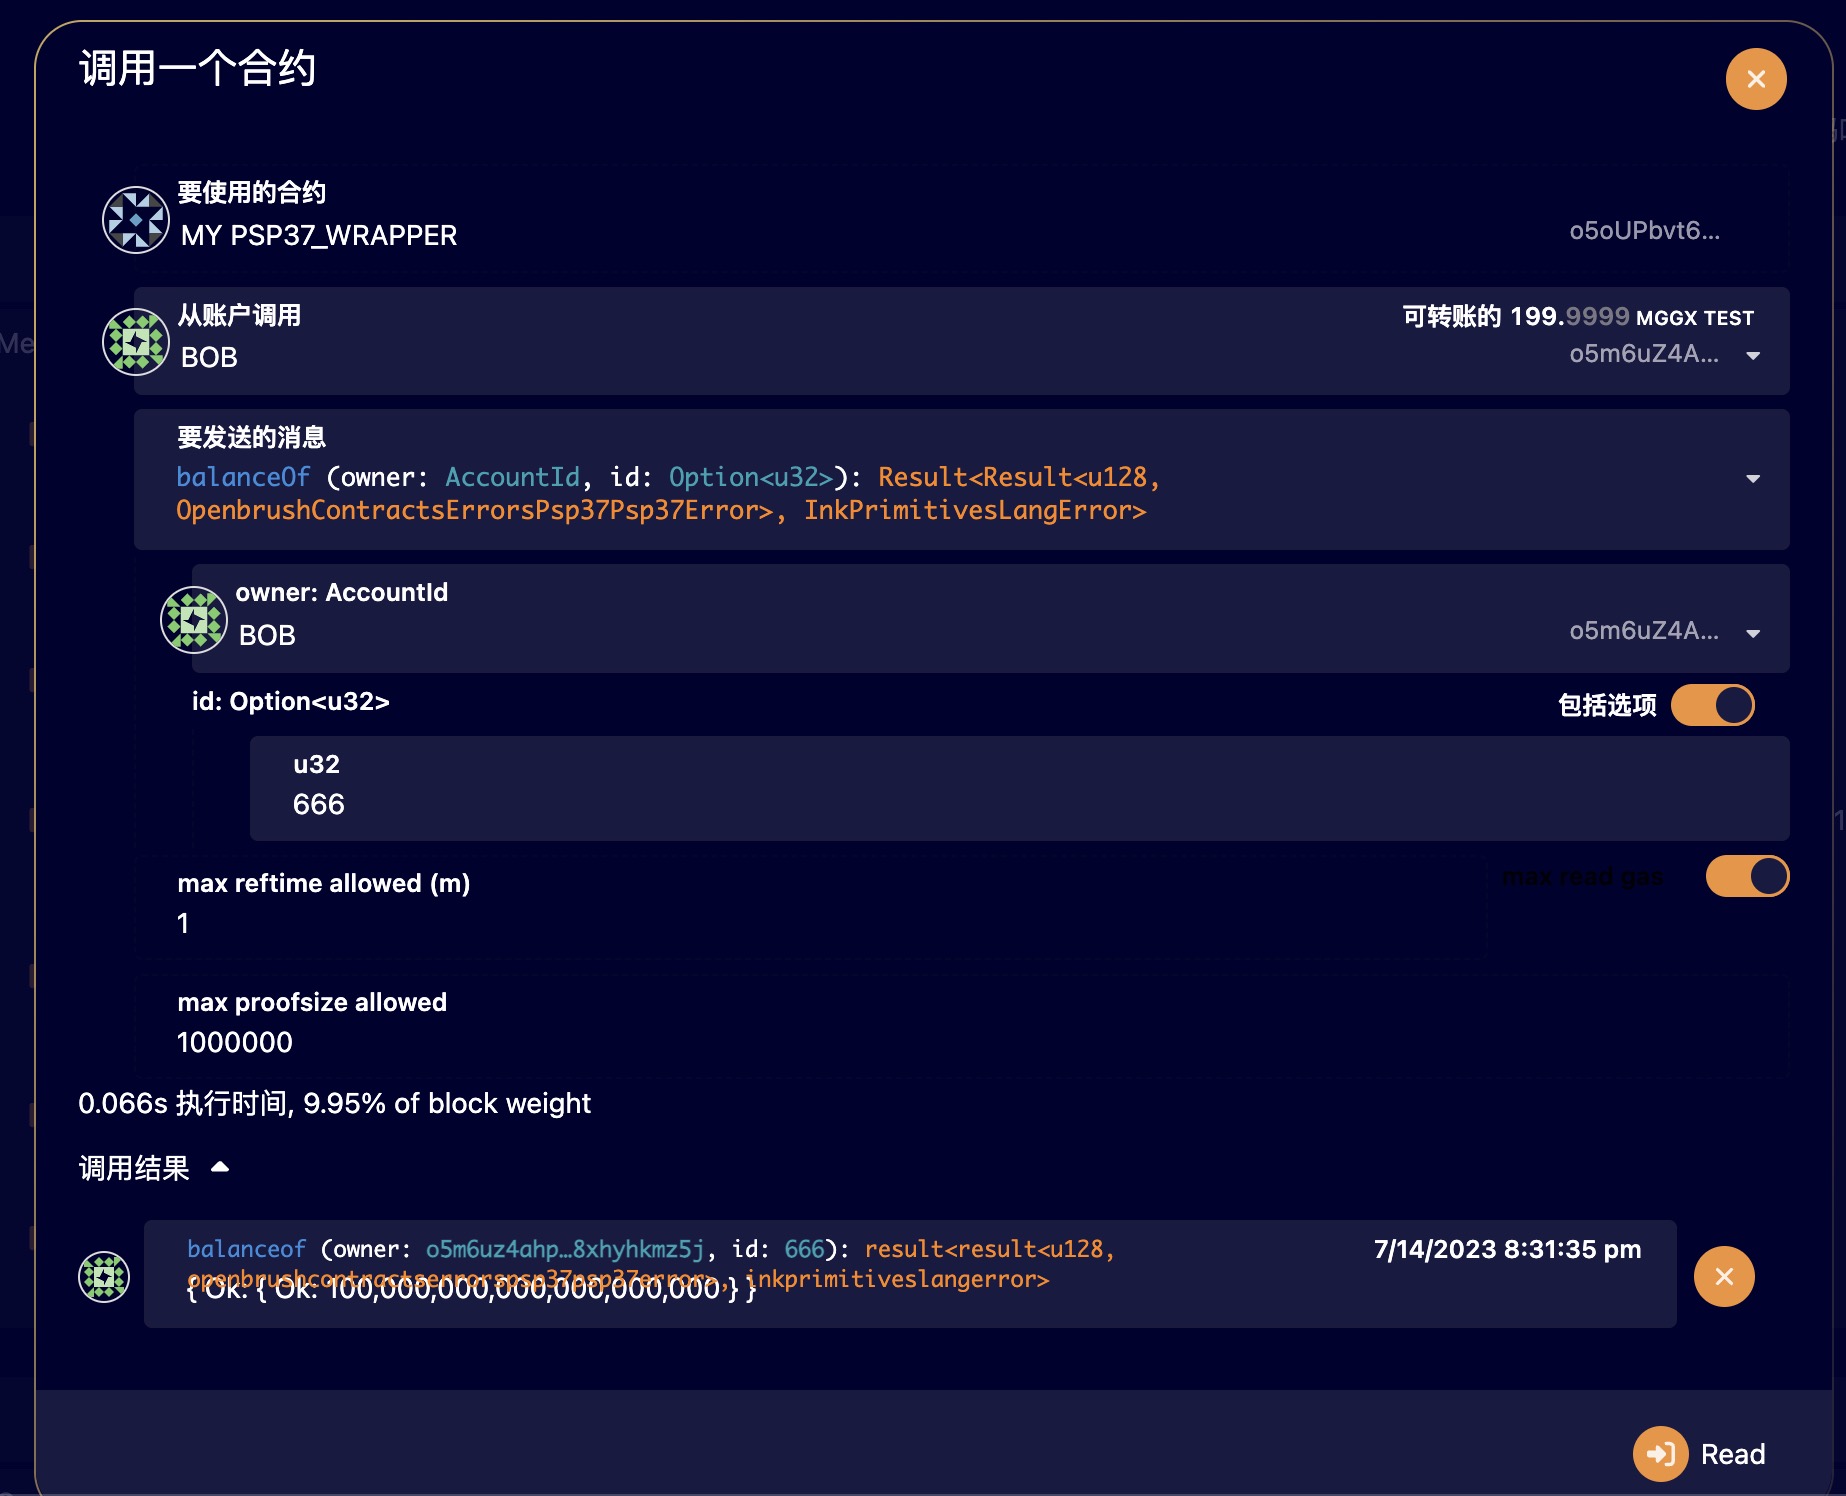 调用一个合约
要使用的合约
MY PSP37_WRAPPER
o5oUPbvt6...
从账户调用
可转账的 199.9999 MGGX TEST
BOB
o5m6uZ4A...
要发送的消息
balanceOf (owner: AccountId, id: Option<u32>): Result<Result<u128,
OpenbrushContractsErrorsPsp37Psp37Error>, InkPrimitivesLangError>
owner: AccountId
BOB
o5m6uZ4A...
id: Option<u32>
包括选项
u32
666
max reftime allowed (m)
max read gas
1
max proofsize allowed
1000000
0.066s 执行时间, 9.95% of block weight
调用结果
balanceof (owner: o5m6uz4ahp…8xhyhkmz5j, id: 666): result<result<u128,
7/14/2023 8:31:35 pm
openbrushcontractserrorspsp37psp37error>, inkprimitiveslangerror>
{ Ok: { Ok: 100,000,000,000,000,000,000 } }
Read